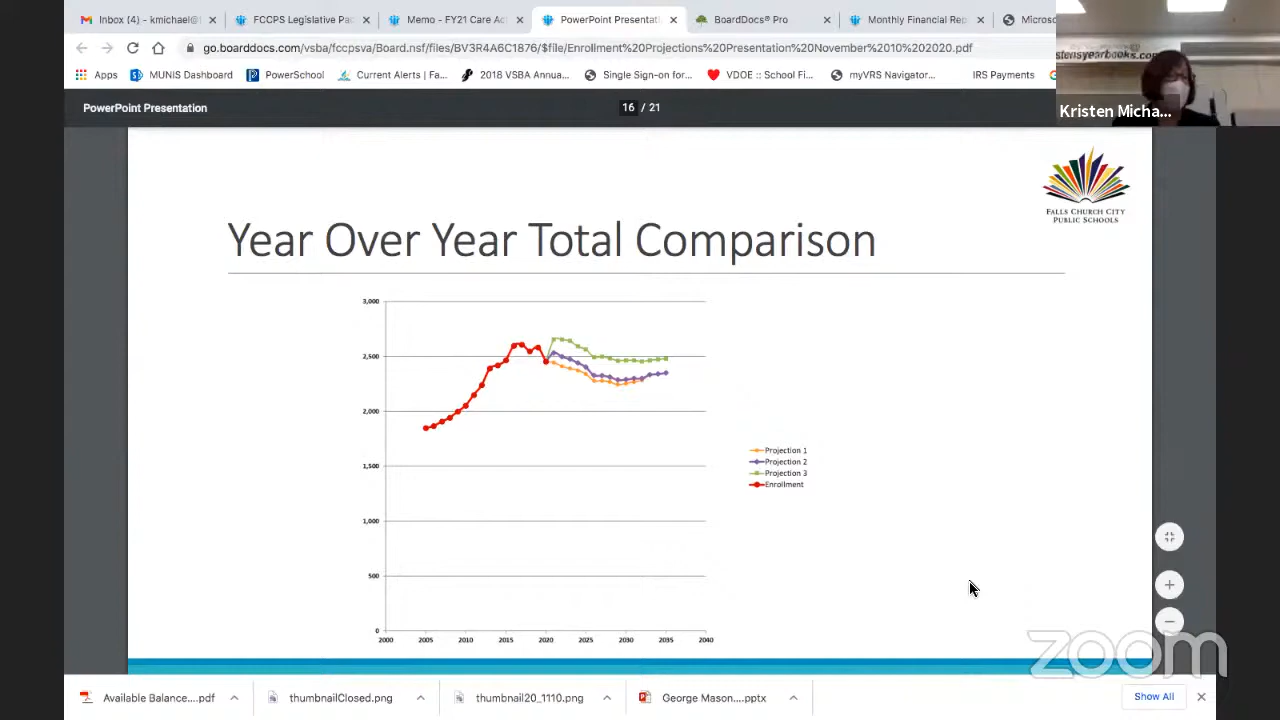 Inbox (4) - kmichael@f
FCCPS Legislative Pac
Memo - FY21 Care Act
PowerPoint Presentati
BoardDocs® Pro
Monthly Financial Rep
Micros
go.boarddocs.com/vsba/fccpsva/Board.nsf/files/BV3R4A6C1876/$file/Enrollment%20Projections%20Presentation%20November%2010%202020.pdf
Apps
MUNIS Dashboard
PowerSchool
Current Alerts | Fa...
2018 VSBA Annua...
Single Sign-on for...
VDOE :: School Fi...
myVRS Navigator...
IRS Payments
stensyearbooks.com
Kristen Micha...
PowerPoint Presentation
16 / 21
FALLS CHURCH CITY
PUBLIC SCHOOLS
Year Over Year Total Comparison
3,000
2,500
2,000
1,500
1,000
500
0
2000 2005 2010 2015 2020 2025 2030 2035 2040
Projection 1
Projection 2
Projection 3
Enrollment
zoom
Available Balance....pdf
thumbnailClosed.png
thumbnail20_1110.png
George Mason....pptx
Show All